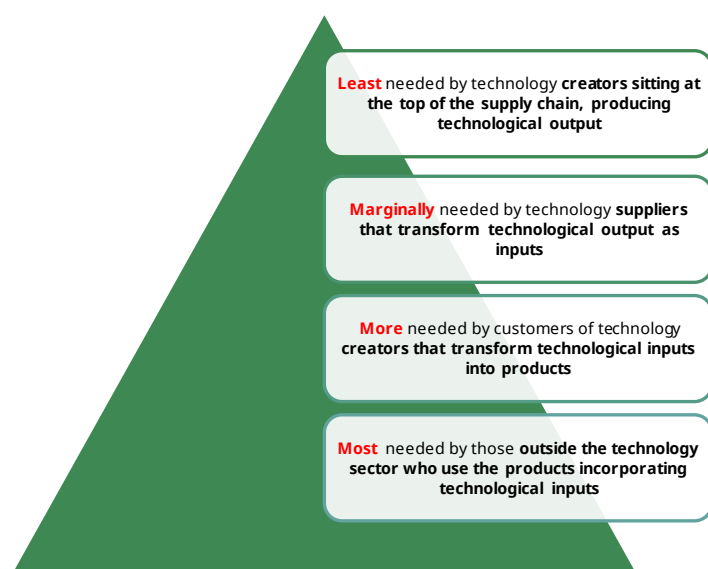 Least needed by technology creators sitting at
the top of the supply chain, producing
technological output
Marginally needed by technology suppliers
that transform technological output as
inputs
More needed by customers of technology
creators that transform technological inputs
into products
Most needed by those outside the technology
sector who use the products incorporating
technological inputs